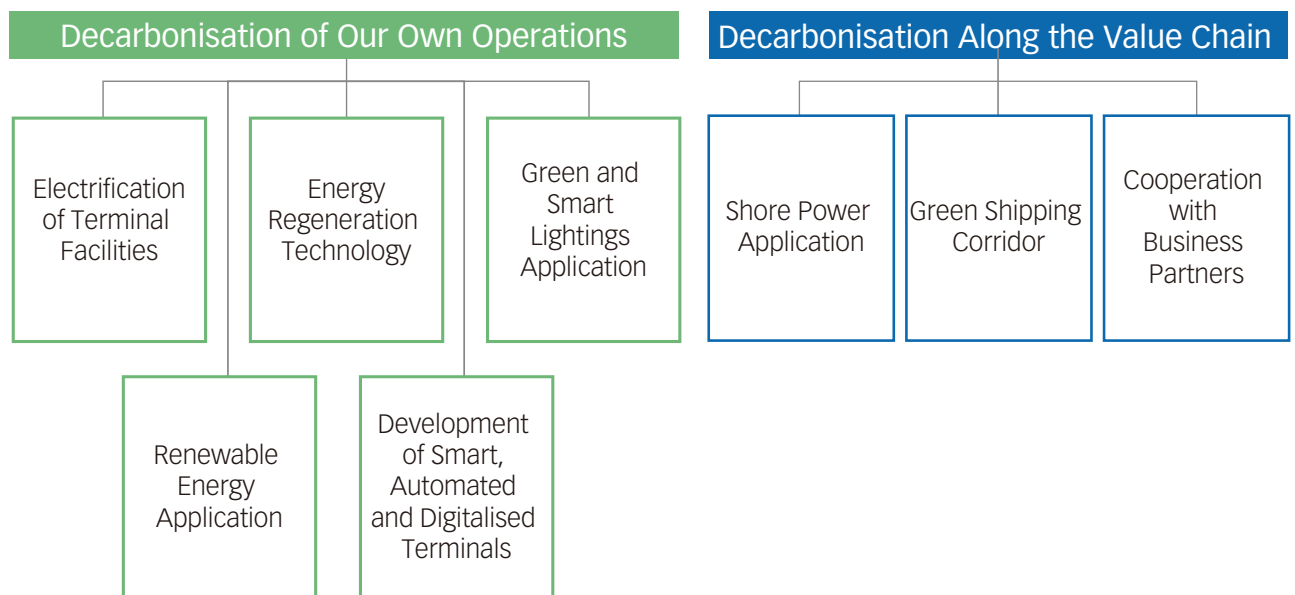 Decarbonisation of Our Own Operations
Electrification
of Terminal
Facilities
Energy
Regeneration
Technology
Green and
Smart
Lightings
Application
Renewable
Energy
Application
Development
of Smart,
Automated
and Digitalised
Terminals
Decarbonisation Along the Value Chain
Shore Power
Application
Green Shipping
Corridor
Cooperation
with
Business
Partners